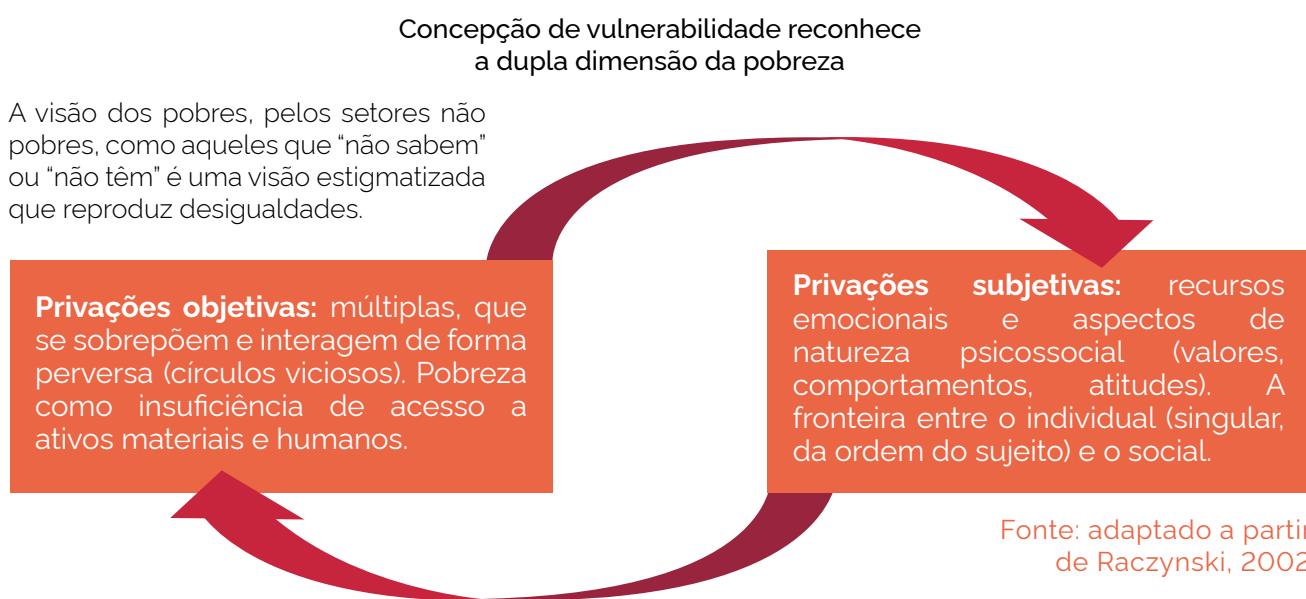 Concepção de vulnerabilidade reconhece
a dupla dimensão da pobreza
A visão dos pobres, pelos setores não
pobres, como aqueles que “não sabem”
ou “não têm” é uma visão estigmatizada
que reproduz desigualdades.
Privações objetivas: múltiplas, que
se sobrepõem e interagem de forma
perversa (círculos viciosos). Pobreza
como insuficiência de acesso a
ativos materiais e humanos.
Privações subjetivas: recursos
emocionais e aspectos de
natureza psicossocial (valores,
comportamentos, atitudes). A
fronteira entre o individual (singular,
da ordem do sujeito) e o social.
Fonte: adaptado a partir
de Raczynski, 2002